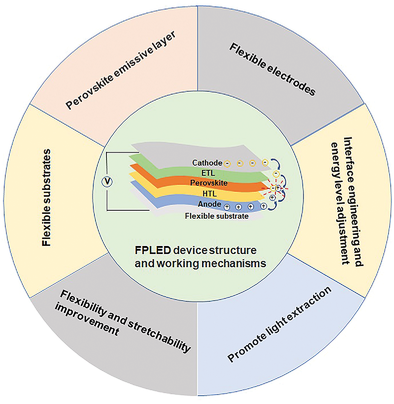 Perovskite emissive layer
Flexible electrodes
Interface engineering and
energy level adjustment
Promote light extraction
Flexibility and stretchability
improvement
Flexible substrates
Cathode
ETL
Perovskite
HTL
Anode
Flexible substrate
V
FPLED device structure
and working mechanisms